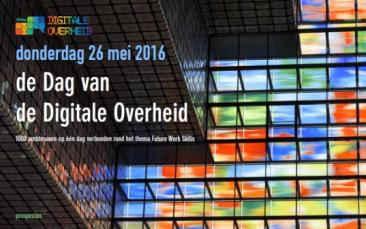 DIGITALE
OVERHEID
donderdag 26 mei 2016
de Dag van
de Digitale Overheid
1000 ambtenaren op één dag verbonden rond het thema Future Work Skills
prospectus